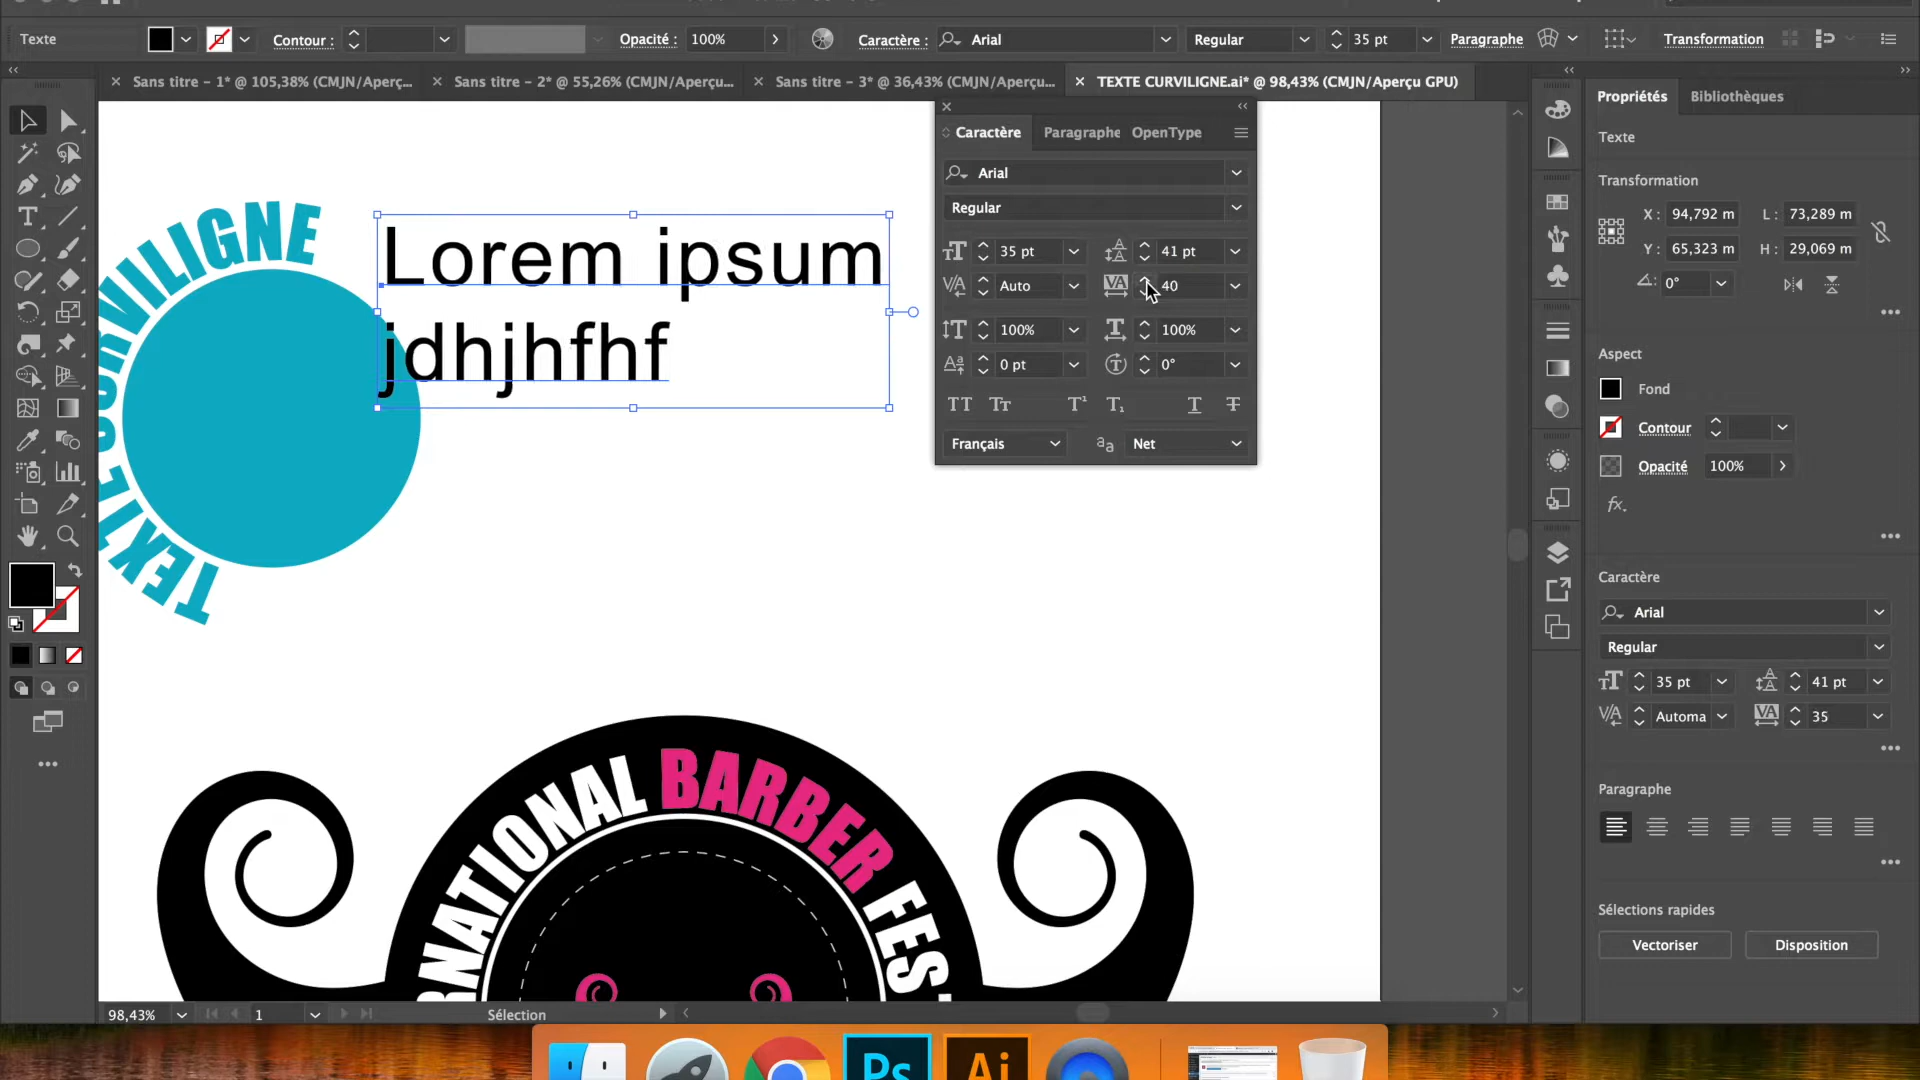 Texte
Contour :
Opacité : 100%
Caractère : Arial
Regular
35 pt
Paragraphe
Transformation
Sans titre – 1* @ 105,38% (CMJN/Aperç...
Sans titre – 2* @ 55,26% (CMJN/Aperçu...
Sans titre – 3* @ 36,43% (CMJN/Aperçu...
TEXTE CURVILIGNE.ai* @ 98,43% (CMJN/Aperçu GPU)
TEXTE CURVILIGNE
Lorem ipsum
jdhjhfhf
Caractère Paragraphe OpenType
Arial
Regular
35 pt 41 pt
Auto 40
100% 100%
0 pt 0°
Français Net
RNATIONAL BARBER FEST
Propriétés Bibliothèques
Texte
Transformation
X : 94,792 m L : 73,289 m
Y : 65,323 m H : 29,069 m
0°
Aspect
Fond
Contour
Opacité 100%
fx
Caractère
Arial
Regular
35 pt 41 pt
Automa 35
Paragraphe
Sélections rapides
Vectoriser Disposition
98,43% 1 Sélection
Ps Ai